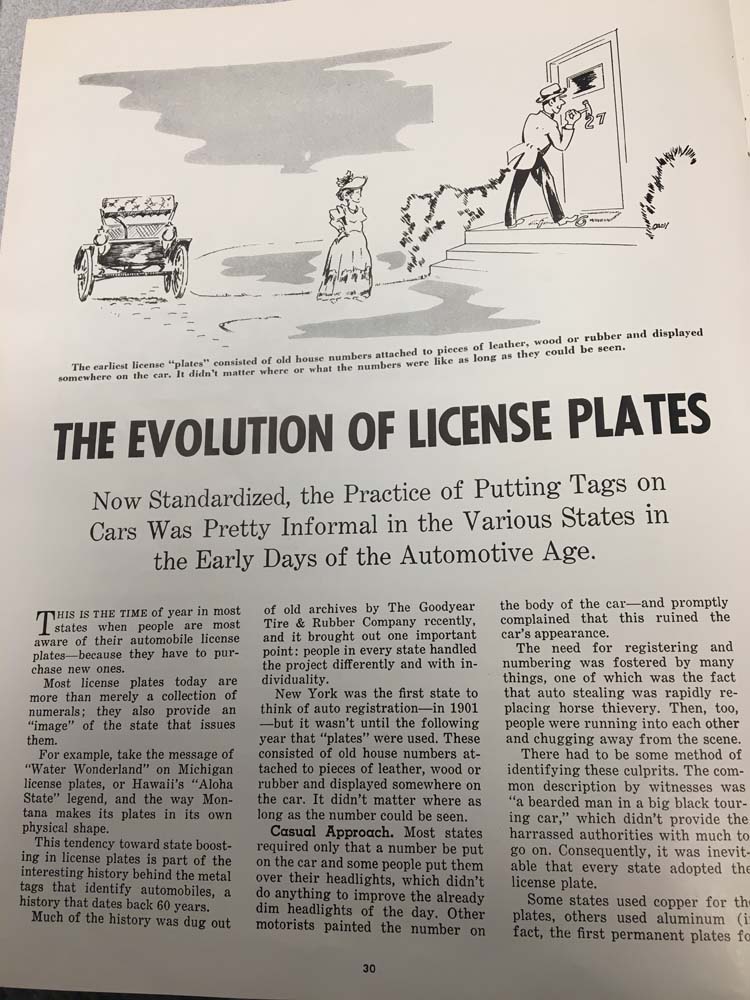 27
The earliest license "plates" consisted of old house numbers attached to pieces of leather, wood or rubber and displayed
somewhere on the car. It didn't matter where or what the numbers were like as long as they could be seen.
THE EVOLUTION OF LICENSE PLATES
Now Standardized, the Practice of Putting Tags on
Cars Was Pretty Informal in the Various States in
the Early Days of the Automotive Age.
THIS IS THE TIME of year in most
states when people are most
aware of their automobile license
plates—because they have to pur-
chase new ones.
Most license plates today are
more than merely a collection of
numerals; they also provide an
"image" of the state that issues
them.
For example, take the message of
"Water Wonderland" on Michigan
license plates, or Hawaii's "Aloha
State" legend, and the way Mon-
tana makes its plates in its own
physical shape.
This tendency toward state boost-
ing in license plates is part of the
interesting history behind the metal
tags that identify automobiles, a
history that dates back 60 years.
Much of the history was dug out
of old archives by The Goodyear
Tire & Rubber Company recently,
and it brought out one important
point: people in every state handled
the project differently and with in-
dividuality.
New York was the first state to
think of auto registration—in 1901
—but it wasn't until the following
year that "plates" were used. These
consisted of old house numbers at-
tached to pieces of leather, wood or
rubber and displayed somewhere on
the car. It didn't matter where as
long as the number could be seen.
Casual Approach. Most states
required only that a number be put
on the car and some people put them
over their headlights, which didn't
do anything to improve the already
dim headlights of the day. Other
motorists painted the number on
the body of the car—and promptly
complained that this ruined the
car's appearance.
The need for registering and
numbering was fostered by many
things, one of which was the fact
that auto stealing was rapidly re-
placing horse thievery. Then, too,
people were running into each other
and chugging away from the scene.
There had to be some method of
identifying these culprits. The com-
mon description by witnesses was
"a bearded man in a big black tour-
ing car," which didn't provide the
harrassed authorities with much to
go on. Consequently, it was inevit-
able that every state adopted the
license plate.
Some states used copper for th
plates, others used aluminum (i
fact, the first permanent plates fo
30